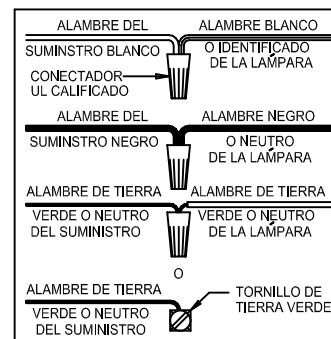 ALAMBRE DEL ALAMBRE BLANCO
SUMINSTRO BLANCO O IDENTIFICADO
DE LA LAMPARA
CONECTADOR
UL CALIFICADO
ALAMBRE DEL ALAMBRE NEGRO
SUMINISTRO NEGRO O NEUTRO
DE LA LÁMPARA
ALAMBRE DE TIERRA ALAMBRE DE TIERRA
VERDE O NEUTRO VERDE O NEUTRO
DEL SUMINISTRO DE LA LÁMPARA
O
ALAMBRE DE TIERRA TORNILLO DE
TIERRA VERDE
VERDE O NEUTRO
DEL SUMINISTRO